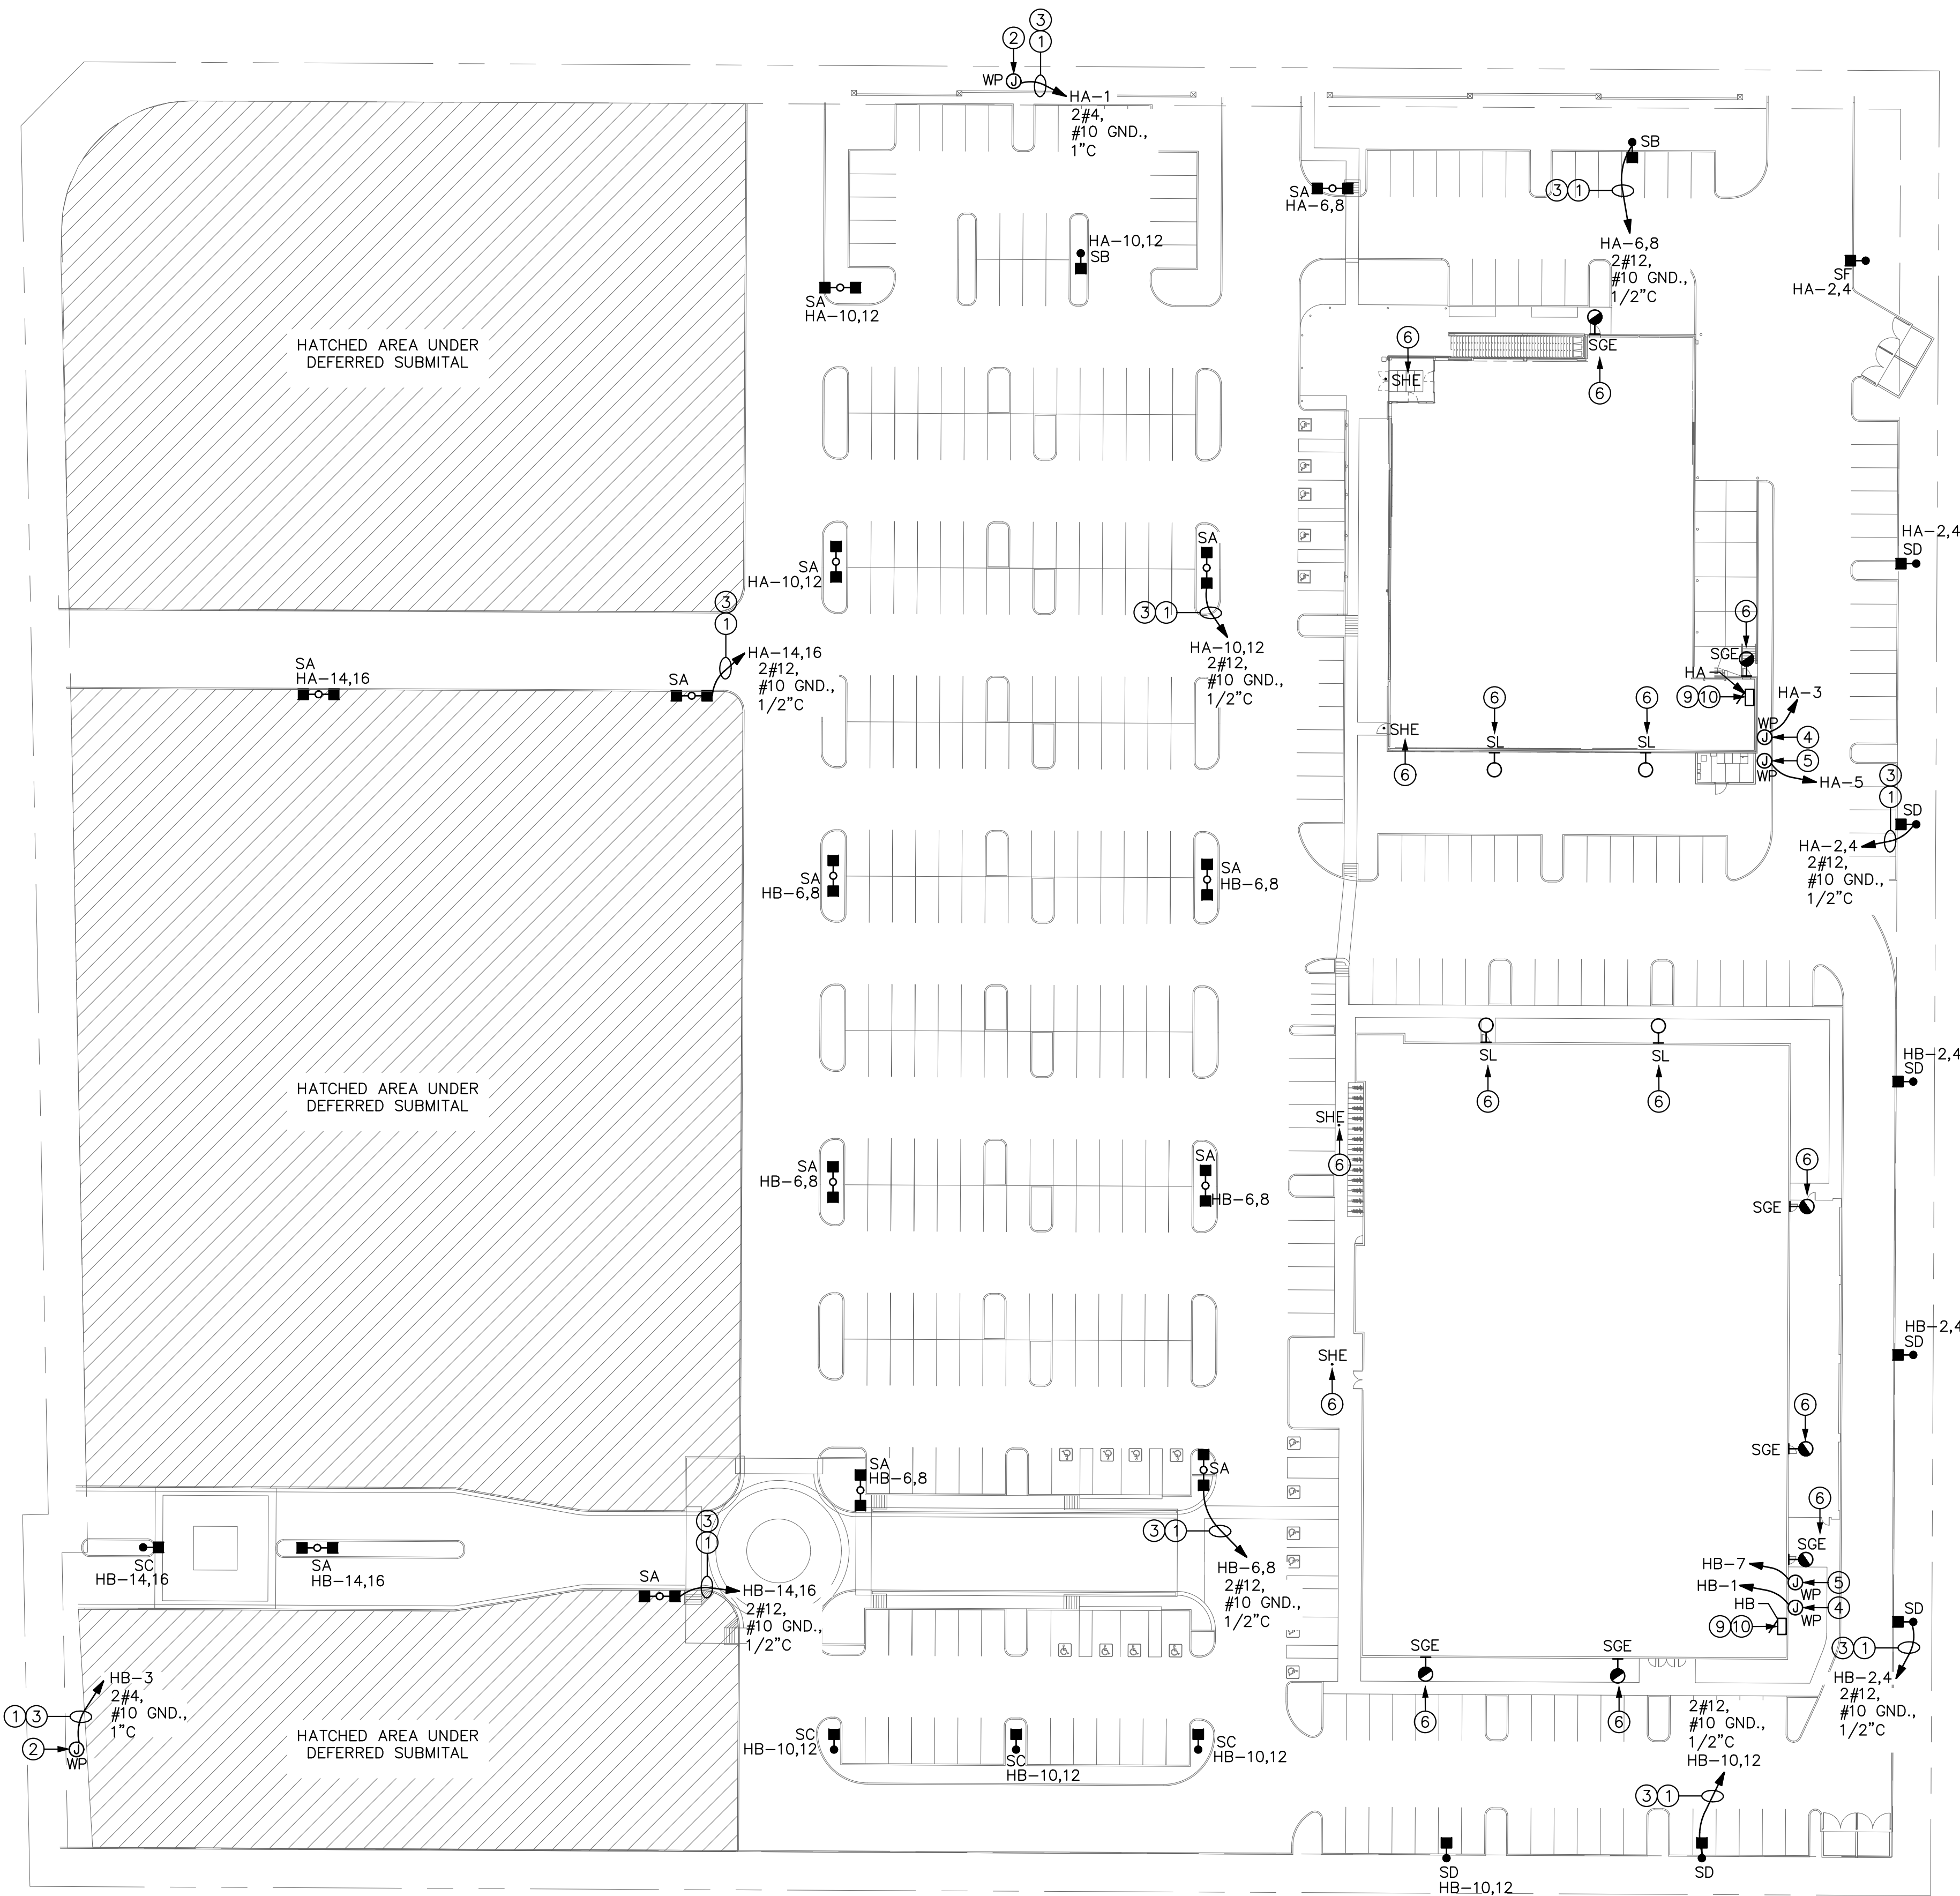 3
2
1
WP J
HA-1
2#4,
#10 GND.,
1"C
SB
3 1
SA
HA-6,8
HA-6,8
2#12,
#10 GND.,
1/2"C
HA-10,12
SB
SF
HA-2,4
SA
HA-10,12
HATCHED AREA UNDER
DEFERRED SUBMITAL
6
SHE
SGE
6
HA-2,4
SD
SA
HA-10,12
SA
3 1
HA-10,12
2#12,
#10 GND.,
1/2"C
3
1
HA-14,16
2#12,
#10 GND.,
1/2"C
SA
HA-14,16
SA
6
SGE
HA
9 10
HA-3
WP
J
4
J
5
WP
HA-5
6
SL
6
SL
SHE
6
3
1
SD
HA-2,4
2#12,
#10 GND.,
1/2"C
SA
HB-6,8
SA
HB-6,8
HATCHED AREA UNDER
DEFERRED SUBMITAL
SL
6
SL
6
HB-2,4
SD
SHE
6
SA
HB-6,8
SA
HB-6,8
6
SGE
HB-2,4
SD
SHE
6
6
SGE
SA
HB-6,8
SA
3 1
HB-6,8
2#12,
#10 GND.,
1/2"C
6
SGE
HB-7
J
5
WP
HB-1
J
4
WP
HB
9 10
SC
HB-14,16
SA
HB-14,16
3
1
SA
HB-14,16
2#12,
#10 GND.,
1/2"C
SD
3 1
HB-2,4
2#12,
#10 GND.,
1/2"C
SGE
6
SGE
6
HB-3
2#4,
#10 GND.,
1"C
1 3
2
J
WP
HATCHED AREA UNDER
DEFERRED SUBMITAL
SC
HB-10,12
SC
HB-10,12
SC
HB-10,12
2#12,
#10 GND.,
1/2"C
HB-10,12
3 1
SD
HB-10,12
SD